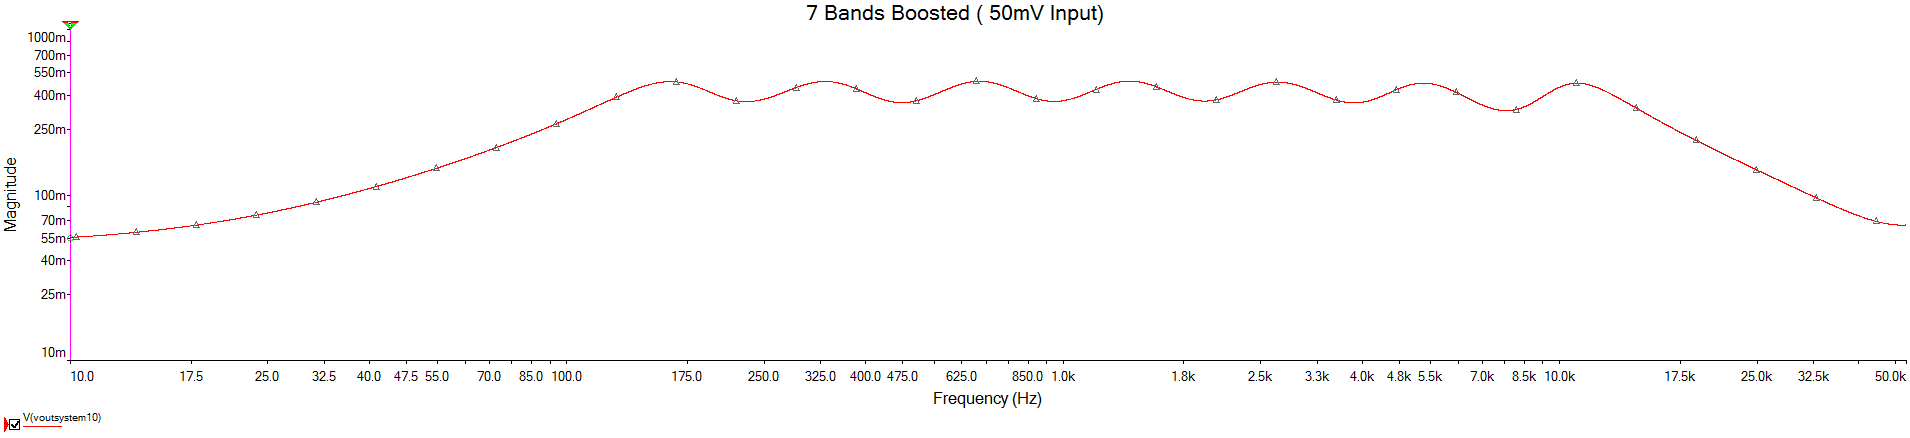 7 Bands Boosted ( 50mV Input)
1000m
700m
550m
400m
250m
100m
70m
55m
40m
25m
10m
Magnitude
10.0 17.5 25.0 32.5 40.0 47.5 55.0 70.0 85.0 100.0 175.0 250.0 325.0 400.0 475.0 625.0 850.0 1.0k 1.8k 2.5k 3.3k 4.0k 4.8k 5.5k 7.0k 8.5k 10.0k 17.5k 25.0k 32.5k 50.0k
Frequency (Hz)
V(voutsystem10)